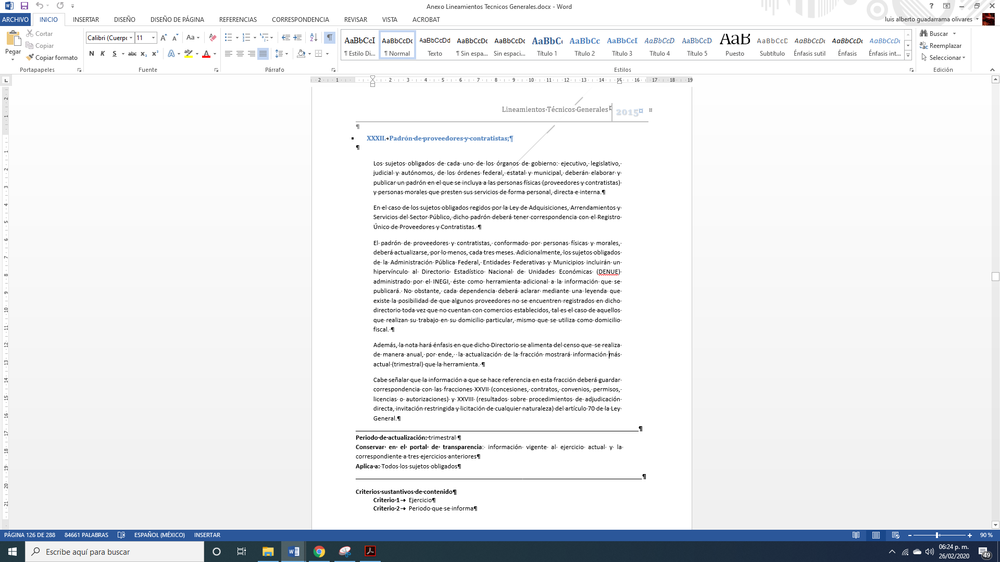 Anexo Lineamientos Tecnicos Generales.docx - Word
ARCHIVO INICIO INSERTAR DISEÑO DISEÑO DE PÁGINA REFERENCIAS CORRESPONDENCIA REVISAR VISTA ACROBAT luis alberto guadarrama olivares
Pegar
Cortar
Copiar
Copiar formato
Portapapeles
Calibri (Cuerpo 11
N K S abc x₂ x²
Fuente
Párrafo
AaBbCcI AaBbCcDc AaBbCcDd AaBbCcDc AaBbCcDc AaBbC AaBbCc AaBbCcI AaBbCcD AaBbCcD AaB AaBbCcD AaBbCcDc AaBbCcDc AaBbCcDc
¶ Estilo Di... ¶ Normal Texto ¶ Sin espa... Sin espaci... Título 1 Título 2 Título 3 Título 4 Título 5 Puesto Subtítulo Énfasis sutil Énfasis Énfasis int...
Estilos
Buscar
Reemplazar
Seleccionar
Edición
2 1 2 3 4 5 6 7 8 9 10 11 12 13 14 15 16 17 18 19
Lineamientos Técnicos Generales¤ 2015¤ ¤
¶
XXXII. Padrón de proveedores y contratistas;¶
¶
Los sujetos obligados de cada uno de los órganos de gobierno: ejecutivo, legislativo,
judicial y autónomos, de los órdenes federal, estatal y municipal, deberán elaborar y
publicar un padrón en el que se incluya a las personas físicas (proveedores y contratistas)
y personas morales que presten sus servicios de forma personal, directa e interna.¶
En el caso de los sujetos obligados regidos por la Ley de Adquisiciones, Arrendamientos y
Servicios del Sector Público, dicho padrón deberá tener correspondencia con el Registro
Único de Proveedores y Contratistas. ¶
El padrón de proveedores y contratistas, conformado por personas físicas y morales,
deberá actualizarse, por lo menos, cada tres meses. Adicionalmente, los sujetos obligados
de la Administración Pública Federal, Entidades Federativas y Municipios incluirán un
hipervínculo al Directorio Estadístico Nacional de Unidades Económicas (DENUE)
administrado por el INEGI, éste como herramienta adicional a la información que se
publicará. No obstante, cada dependencia deberá aclarar mediante una leyenda que
existe la posibilidad de que algunos proveedores no se encuentren registrados en dicho
directorio toda vez que no cuentan con comercios establecidos, tal es el caso de aquellos
que realizan su trabajo en su domicilio particular, mismo que se utiliza como domicilio
fiscal. ¶
Además, la nota hará énfasis en que dicho Directorio se alimenta del censo que  se realiza
de manera anual, por ende,  la actualización de la fracción mostrará información más
actual (trimestral) que la herramienta. ¶
Cabe señalar que la información a que se hace referencia en esta fracción deberá guardar
correspondencia con las fracciones XXVII (concesiones, contratos, convenios, permisos,
licencias o autorizaciones) y XXVIII (resultados sobre procedimientos de adjudicación
directa, invitación restringida y licitación de cualquier naturaleza) del artículo 70 de la Ley
General.¶
¶
Periodo de actualización: trimestral ¶
Conservar en el portal de transparencia: información vigente al ejercicio actual y la
correspondiente a tres ejercicios anteriores¶
Aplica a: Todos los sujetos obligados¶
¶
Criterios sustantivos de contenido¶
Criterio 1 Ejercicio¶
Criterio 2 Periodo que se informa¶
PÁGINA 126 DE 288 84661 PALABRAS ESPAÑOL (MÉXICO) INSERTAR 90 %
Escribe aquí para buscar
06:24 p. m.
26/02/2020
49